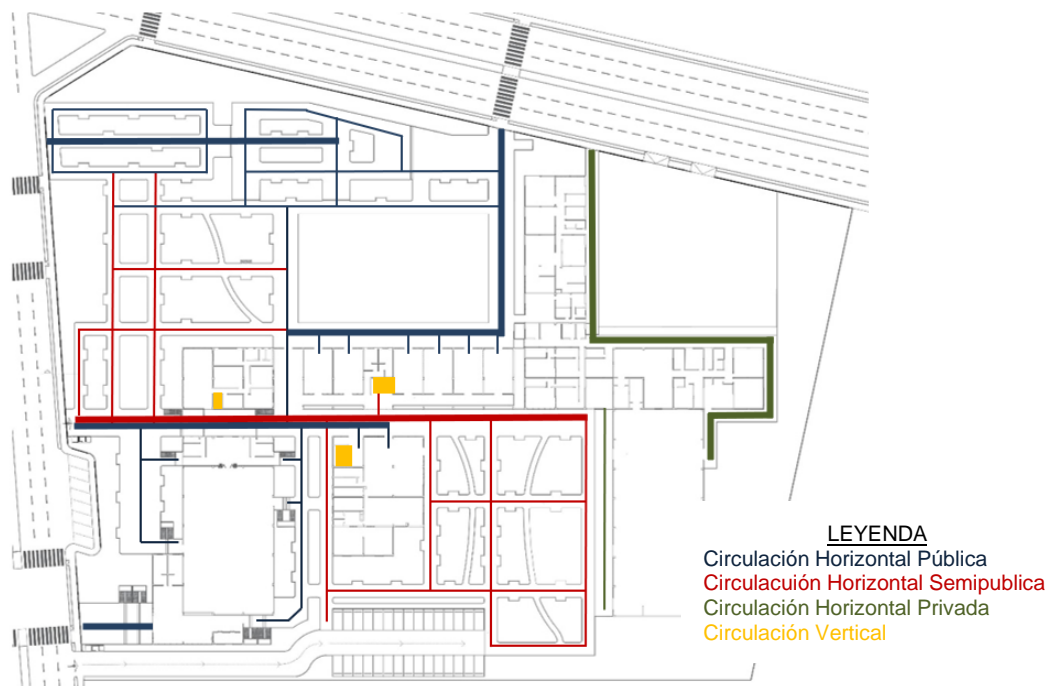 LEYENDA
Circulación Horizontal Pública
Circulacuión Horizontal Semipublica
Circulación Horizontal Privada
Circulación Vertical